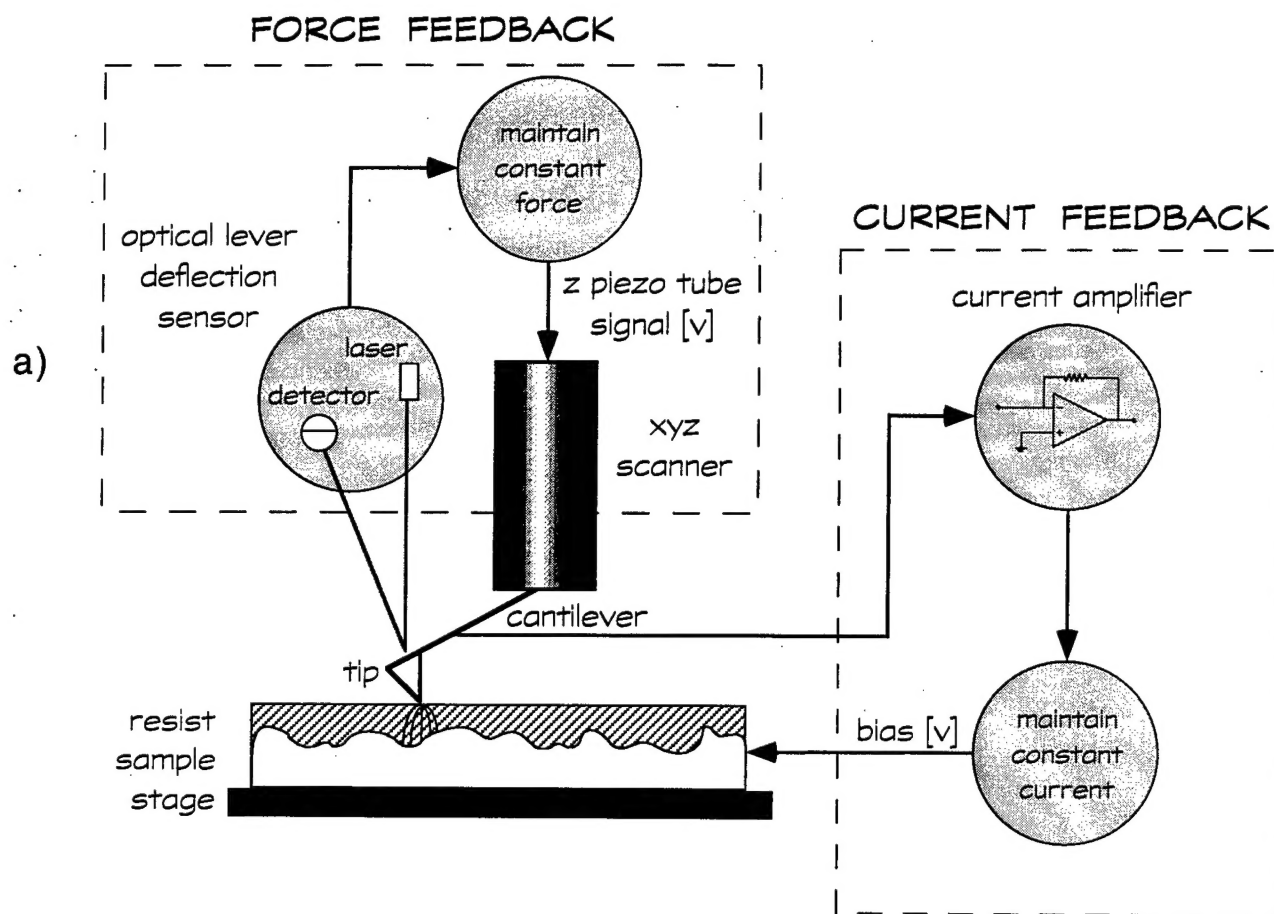 FORCE FEEDBACK
maintain
constant
force
optical lever
deflection
sensor
z piezo tube
signal [v]
laser
detector
xyz
scanner
a)
cantilever
tip
resist
sample
stage
CURRENT FEEDBACK
current amplifier
bias [v]
maintain
constant
current